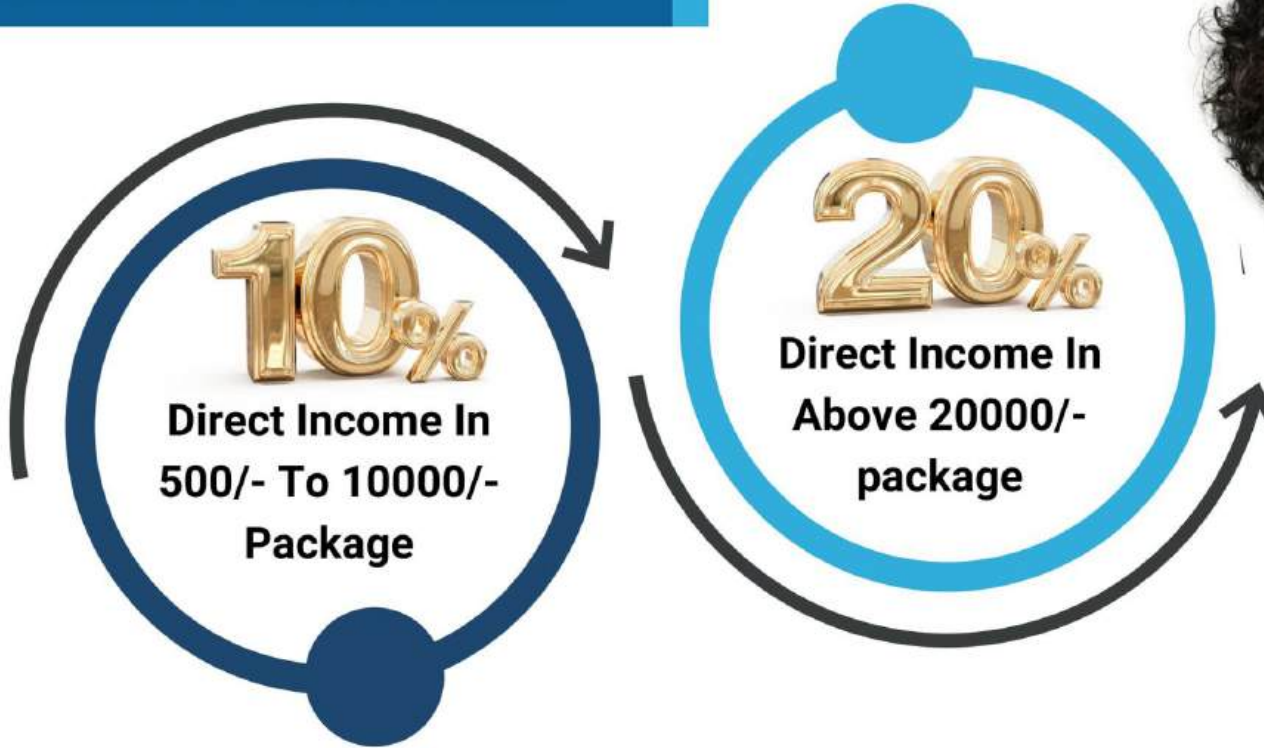 10%
Direct Income In
500/- To 10000/-
Package
20%
Direct Income In
Above 20000/-
package